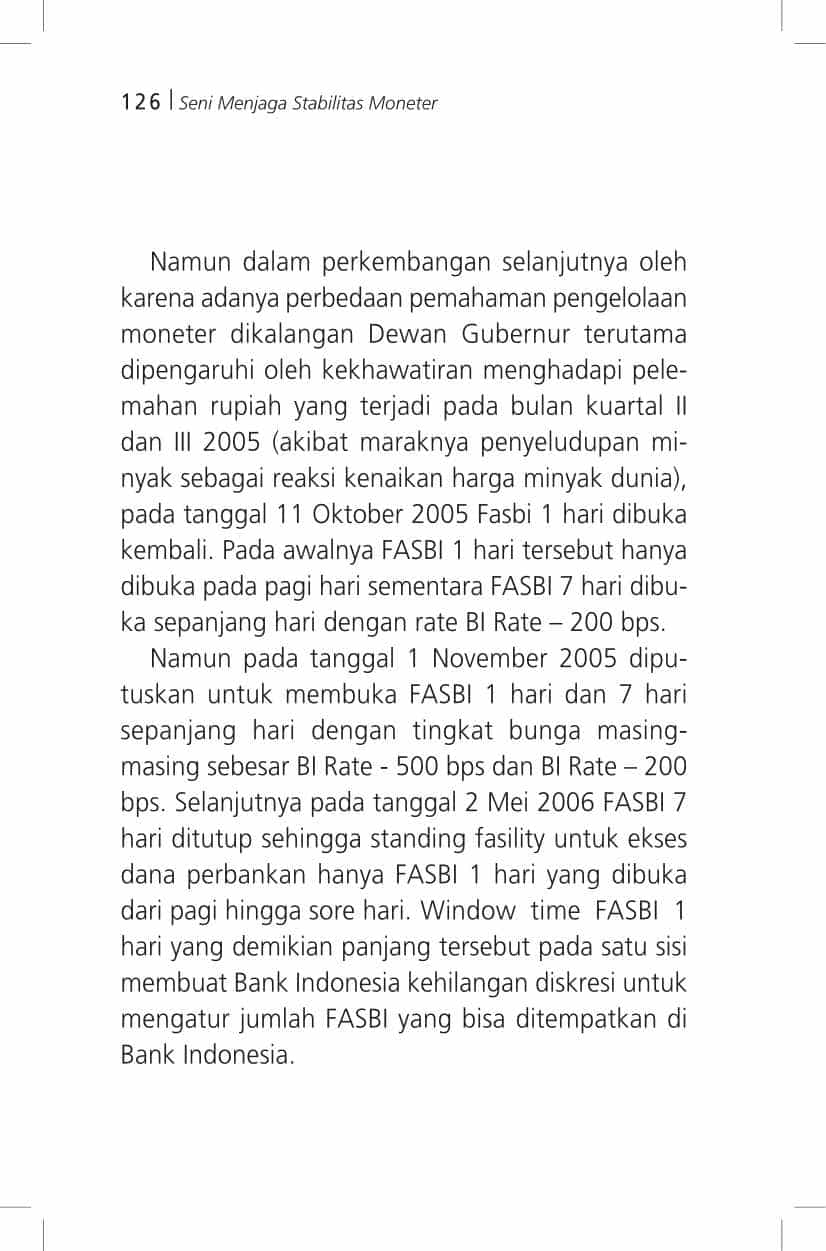 126 | Seni Menjaga Stabilitas Moneter
Namun dalam perkembangan selanjutnya oleh
karena adanya perbedaan pemahaman pengelolaan
moneter dikalangan Dewan Gubernur terutama
dipengaruhi oleh kekhawatiran menghadapi pele-
mahan rupiah yang terjadi pada bulan kuartal II
dan III 2005 (akibat maraknya penyeludupan mi-
nyak sebagai reaksi kenaikan harga minyak dunia),
pada tanggal 11 Oktober 2005 Fasbi 1 hari dibuka
kembali. Pada awalnya FASBI 1 hari tersebut hanya
dibuka pada pagi hari sementara FASBI 7 hari dibu-
ka sepanjang hari dengan rate BI Rate – 200 bps.
Namun pada tanggal 1 November 2005 dipu-
tuskan untuk membuka FASBI 1 hari dan 7 hari
sepanjang hari dengan tingkat bunga masing-
masing sebesar BI Rate - 500 bps dan BI Rate – 200
bps. Selanjutnya pada tanggal 2 Mei 2006 FASBI 7
hari ditutup sehingga standing fasility untuk ekses
dana perbankan hanya FASBI 1 hari yang dibuka
dari pagi hingga sore hari. Window time FASBI 1
hari yang demikian panjang tersebut pada satu sisi
membuat Bank Indonesia kehilangan diskresi untuk
mengatur jumlah FASBI yang bisa ditempatkan di
Bank Indonesia.